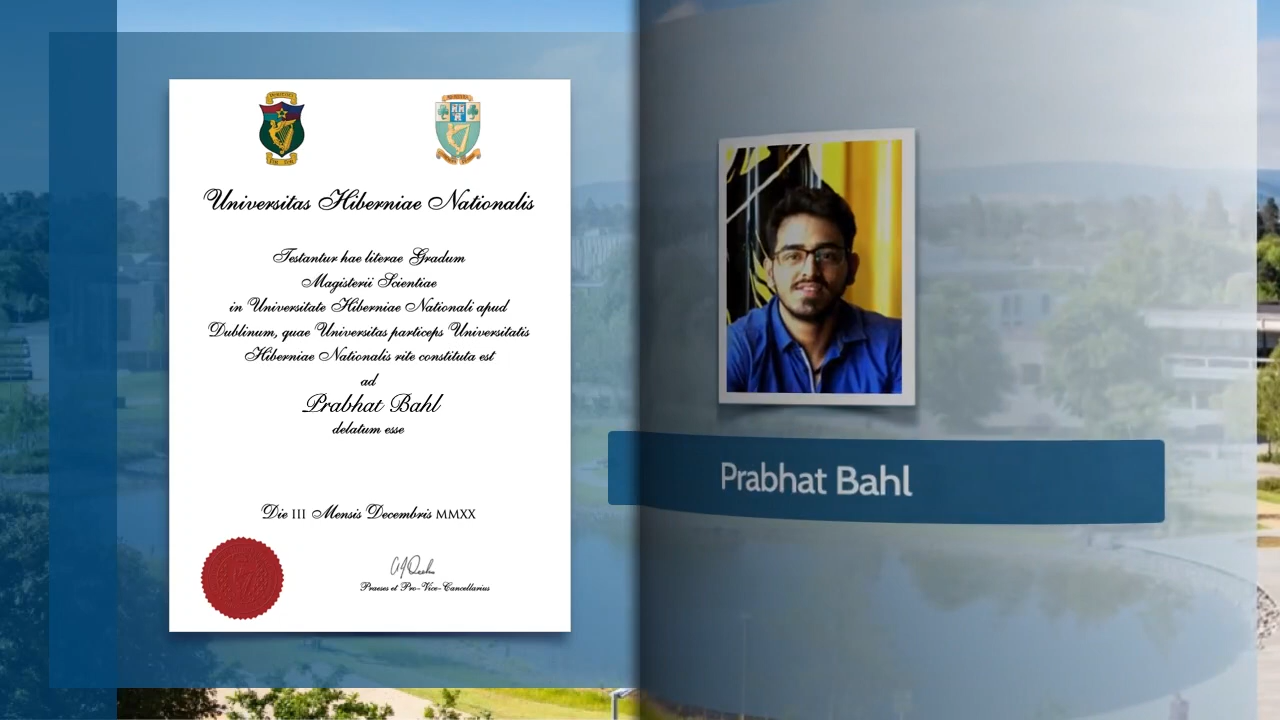 Universitas Hiberniae Nationalis
Testantur hae literae Gradum
Magisterii Scientiae
in Universitate Hiberniae Nationali apud
Dublinum, quae Universitas particeps Universitatis
Hiberniae Nationalis rite constituta est
ad
Prabhat Bahl
delatum esse
Die III Mensis Decembris MMXX
Praeses et Pro-Vice-Cancellarius
Prabhat Bahl